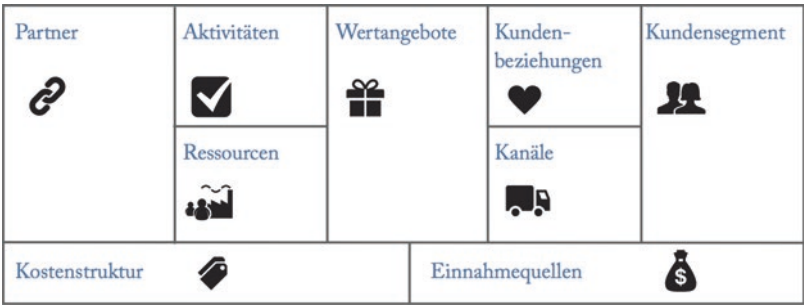 Partner
Aktivitäten
Wertangebote
Kunden-
beziehungen
Kundensegment
Ressourcen
Kanäle
Kostenstruktur
Einnahmequellen
$